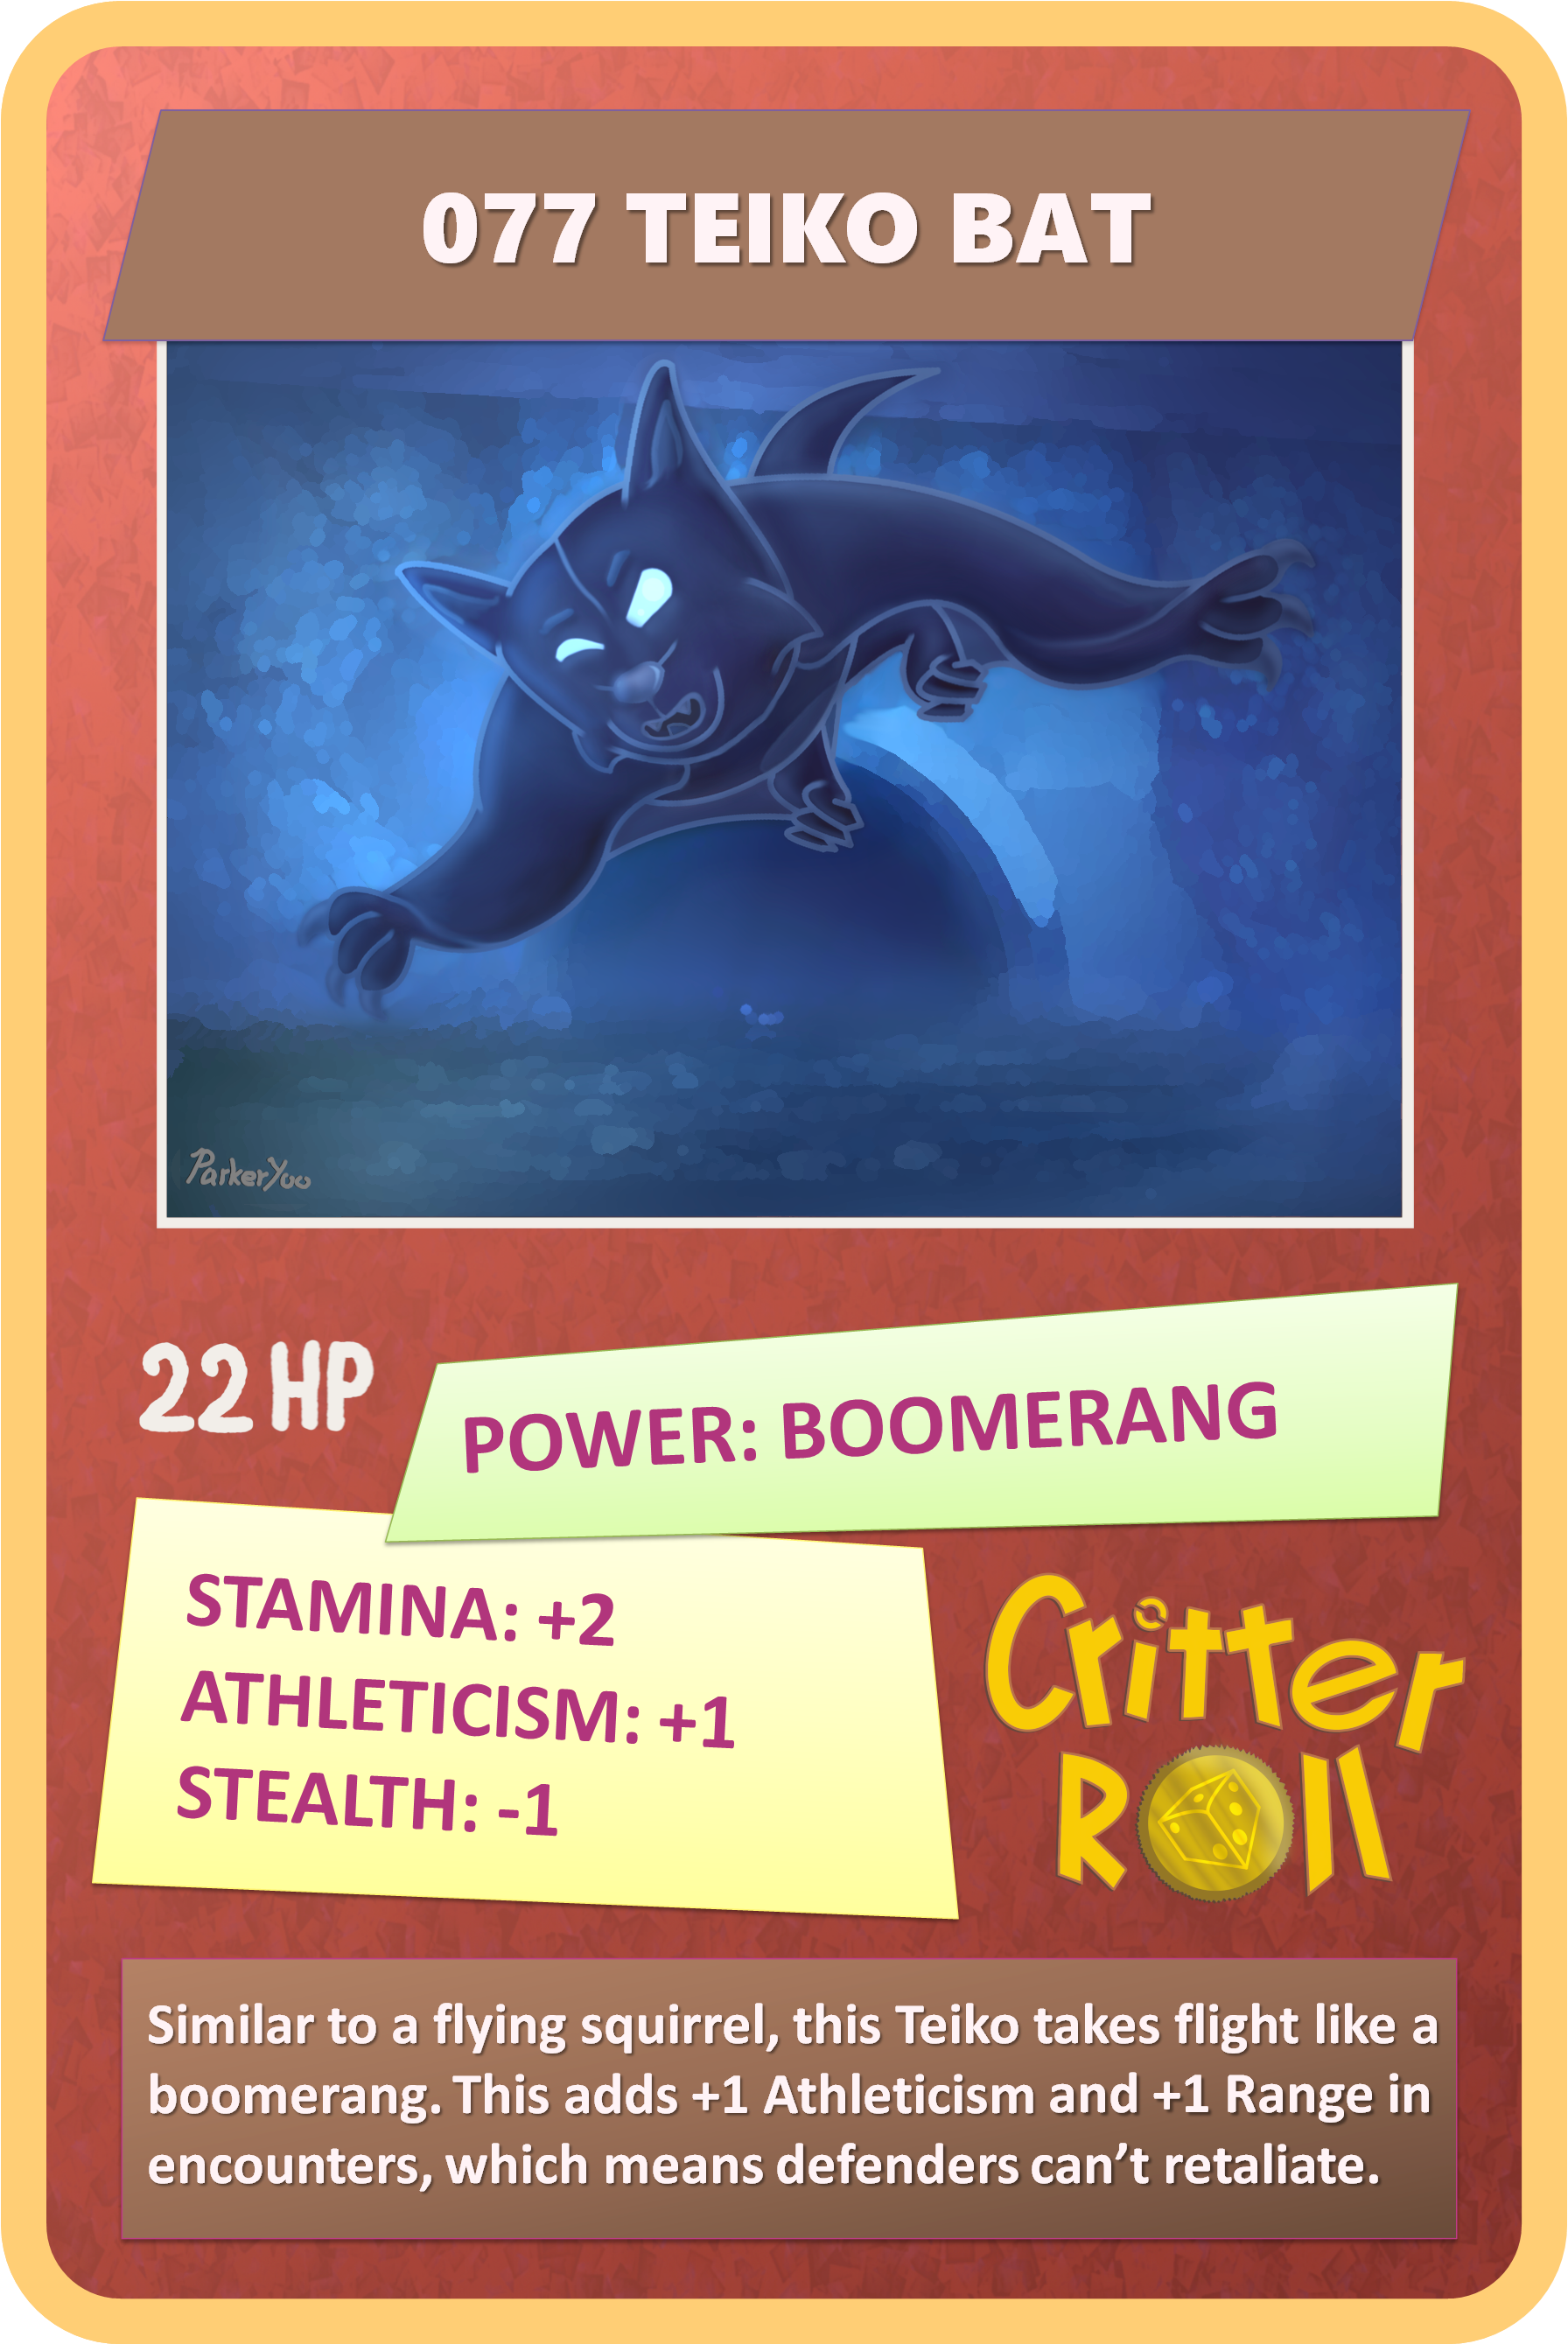 077 TEIKO BAT
ParkerYoo
22 HP
POWER: BOOMERANG
STAMINA: +2
ATHLETICISM: +1
STEALTH: -1
Critter
Roll
Similar to a flying squirrel, this Teiko takes flight like a
boomerang. This adds +1 Athleticism and +1 Range in
encounters, which means defenders can’t retaliate.